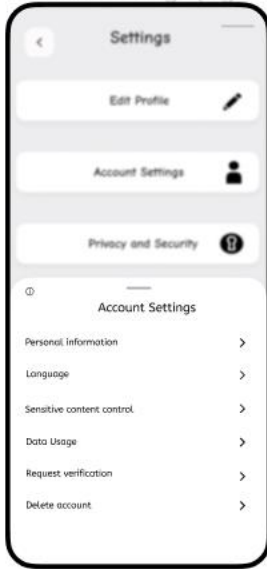 Settings
Edit Profile
Account Settings
Privacy and Security
Account Settings
Personal information
Language
Sensitive content control
Data Usage
Request verification
Delete account